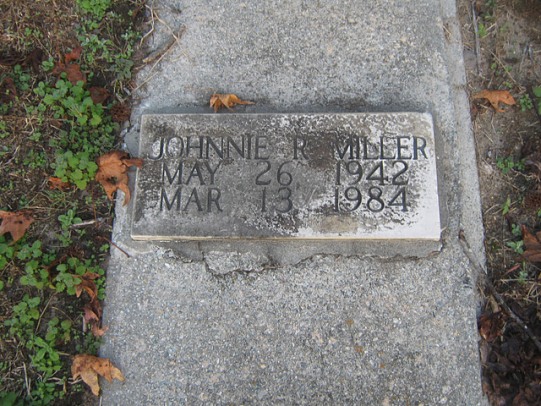 JOHNNIE R. MILLER
MAY 26 1942
MAR 13 1984